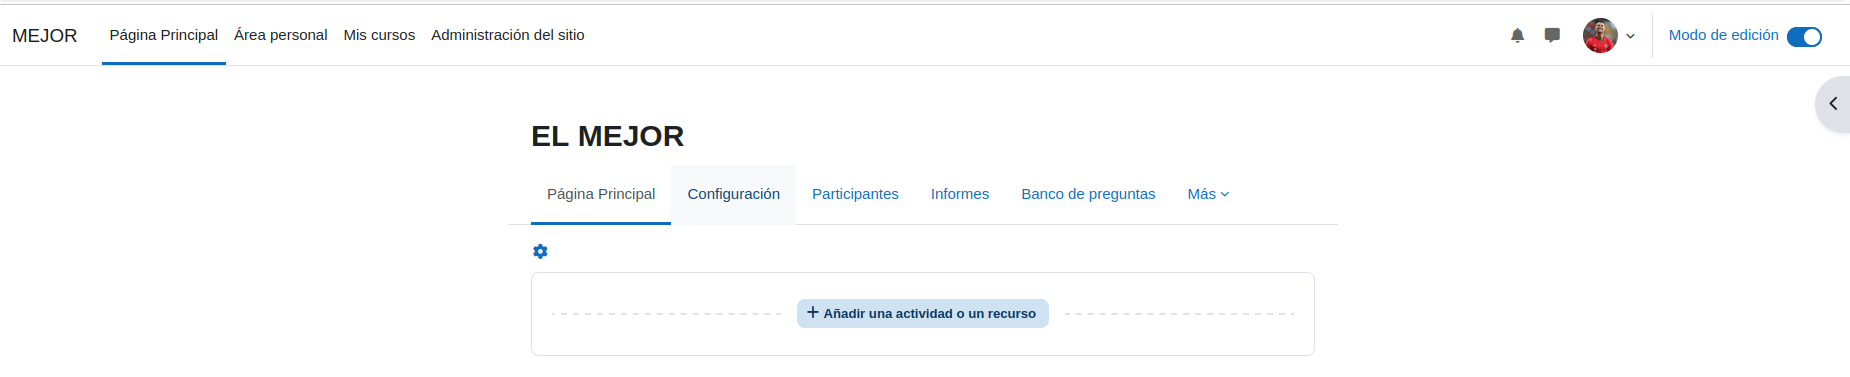 MEJOR Página Principal Área personal Mis cursos Administración del sitio Modo de edición
EL MEJOR
Página Principal Configuración Participantes Informes Banco de preguntas Más
+ Añadir una actividad o un recurso